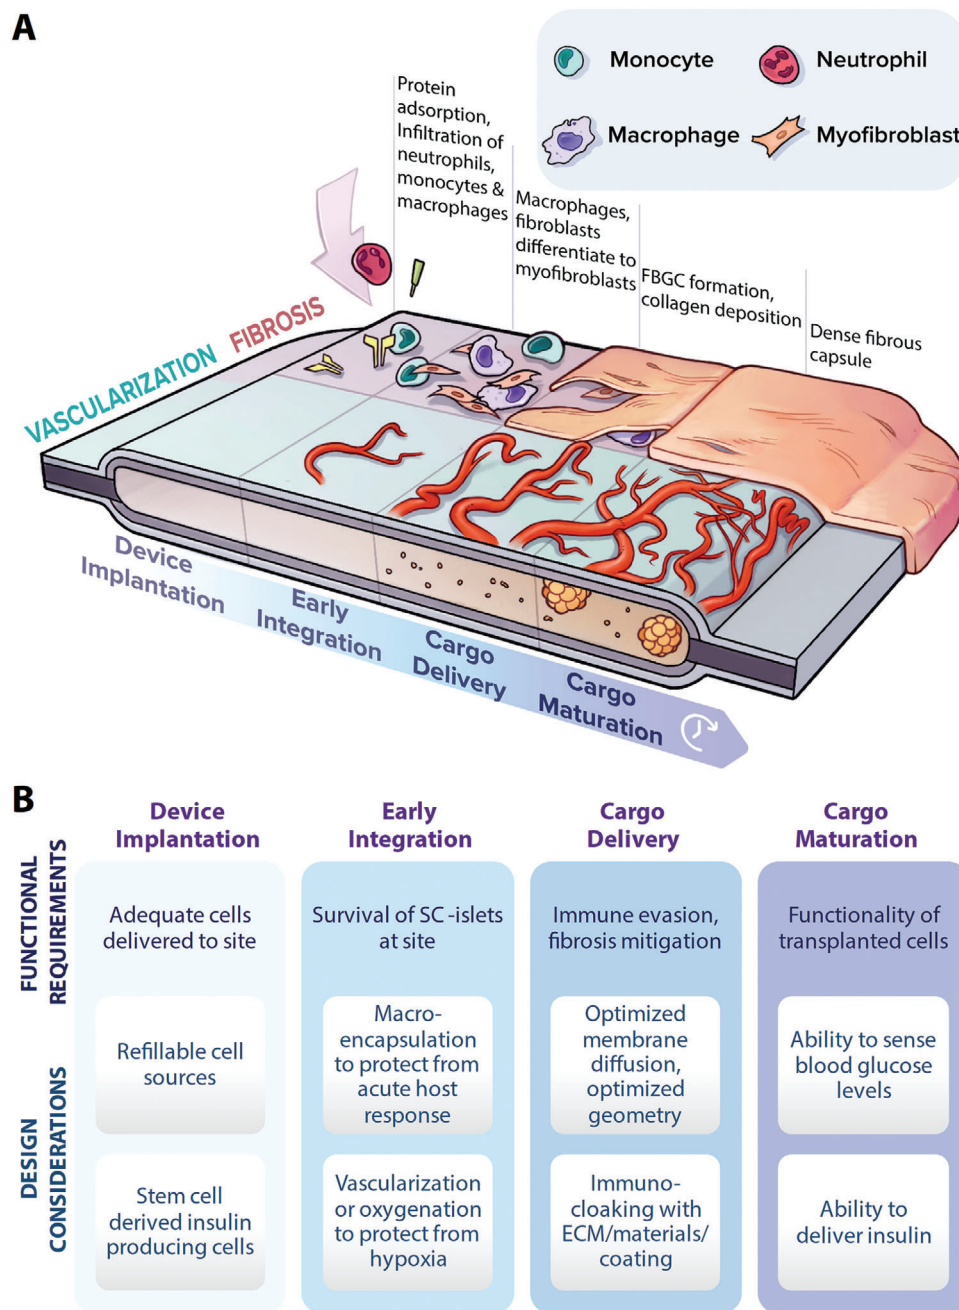 A
Monocyte
Neutrophil
Macrophage
Myofibroblast
Protein
adsorption,
Infiltration of
neutrophils,
monocytes &
macrophages
Macrophages,
fibroblasts
differentiate to
myofibroblasts
FBGC formation,
collagen deposition
Dense fibrous
capsule
VASCULARIZATION
FIBROSIS
Device
Implantation
Early
Integration
Cargo
Delivery
Cargo
Maturation
B
Device
Implantation
Early
Integration
Cargo
Delivery
Cargo
Maturation
FUNCTIONAL
REQUIREMENTS
Adequate cells
delivered to site
Survival of SC-islets
at site
Immune evasion,
fibrosis mitigation
Functionality of
transplanted cells
DESIGN
CONSIDERATIONS
Refillable cell
sources
Macro-
encapsulation
to protect from
acute host
response
Optimized
membrane
diffusion,
optimized
geometry
Ability to sense
blood glucose
levels
Stem cell
derived insulin
producing cells
Vascularization
or oxygenation
to protect from
hypoxia
Immuno-
cloaking with
ECM/materials/
coating
Ability to
deliver insulin